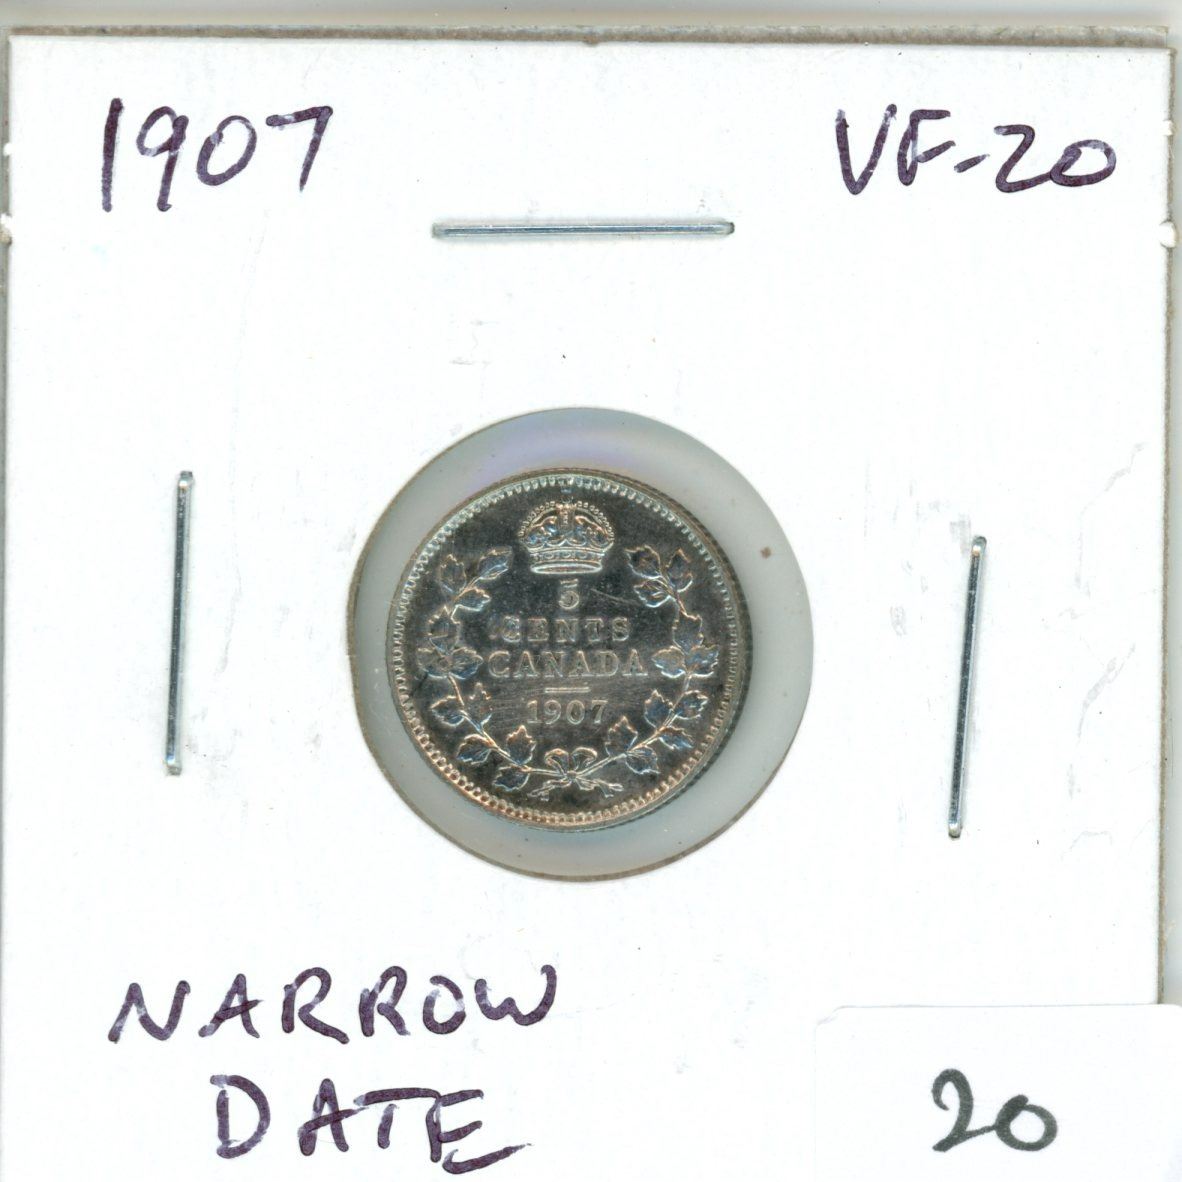 1907
VF-20
5
CENTS
CANADA
1907
NARROW
DATE
20